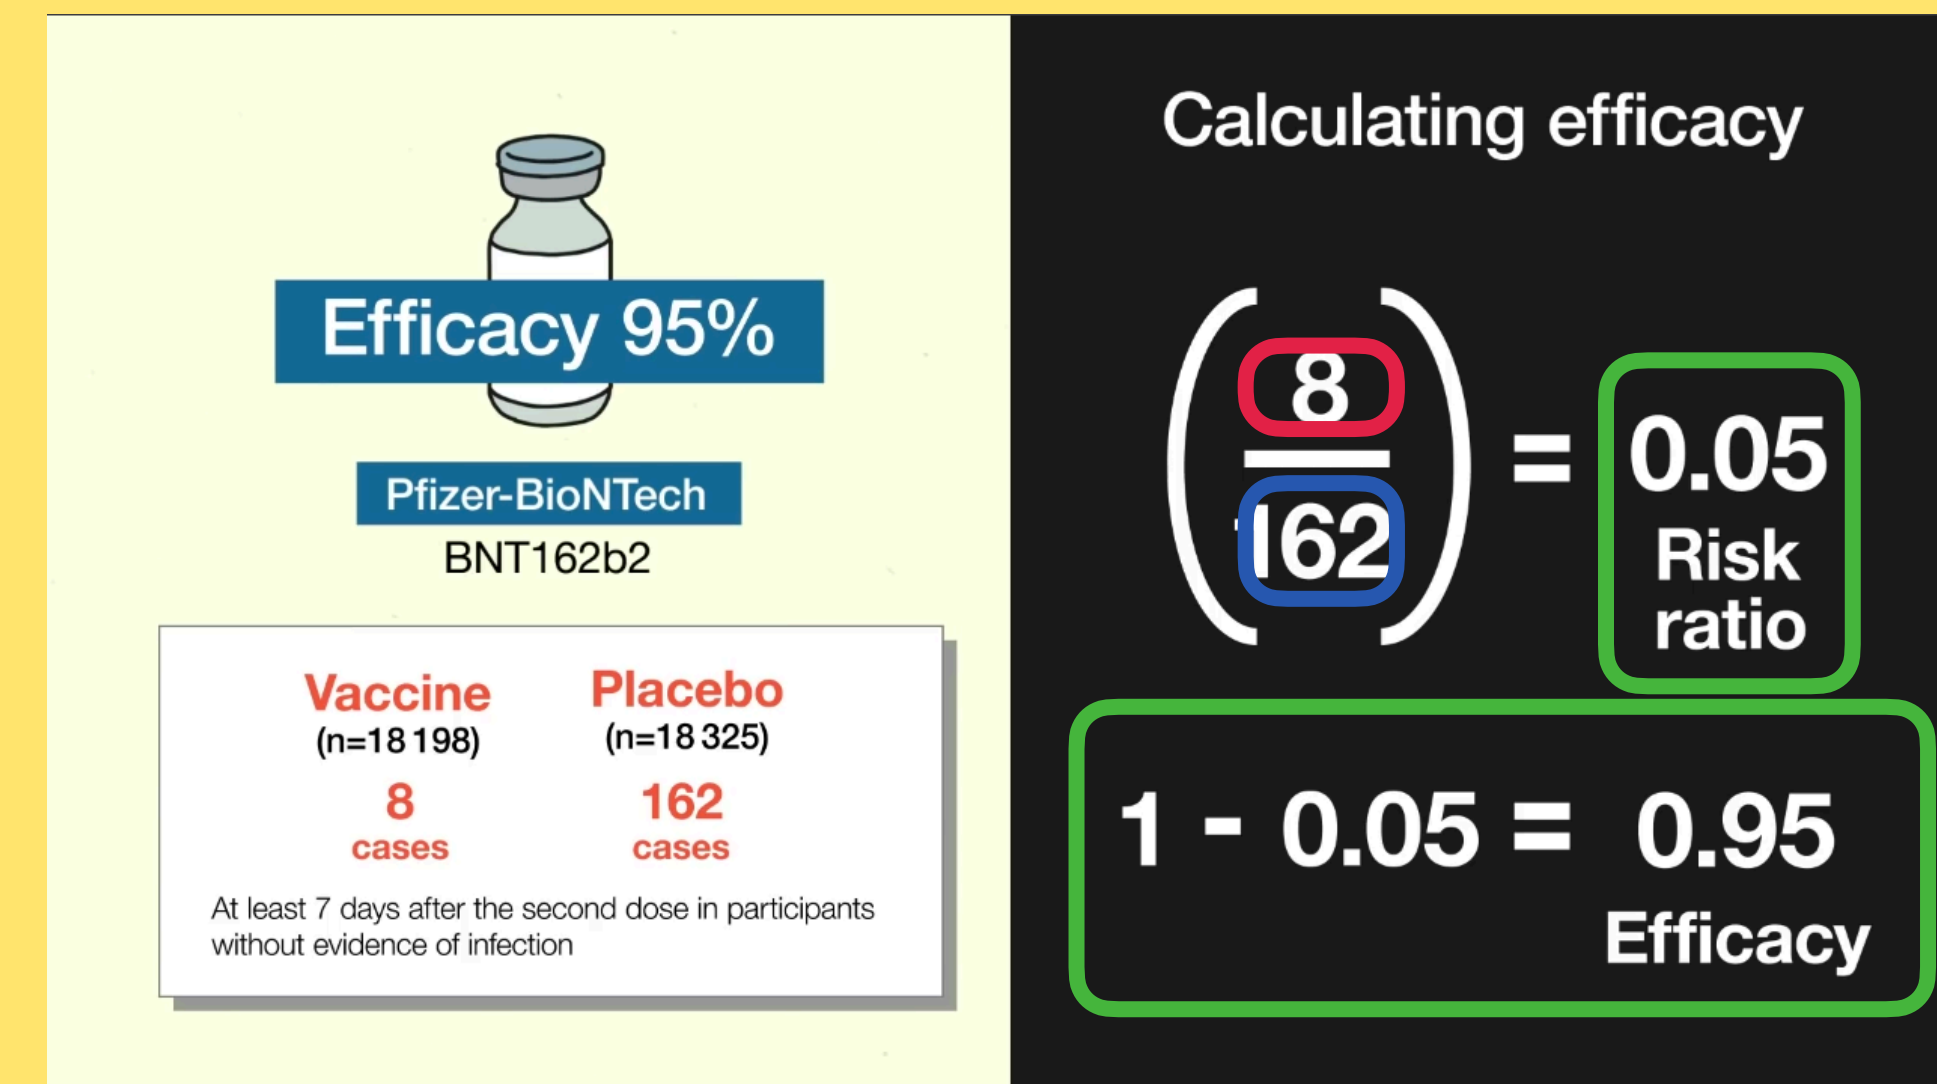 Efficacy 95%
Pfizer-BioNTech
BNT162b2
Vaccine
(n=18 198)
8
cases
Placebo
(n=18 325)
162
cases
At least 7 days after the second dose in participants
without evidence of infection
Calculating efficacy
8
162
= 0.05
Risk
ratio
1 - 0.05 = 0.95
Efficacy